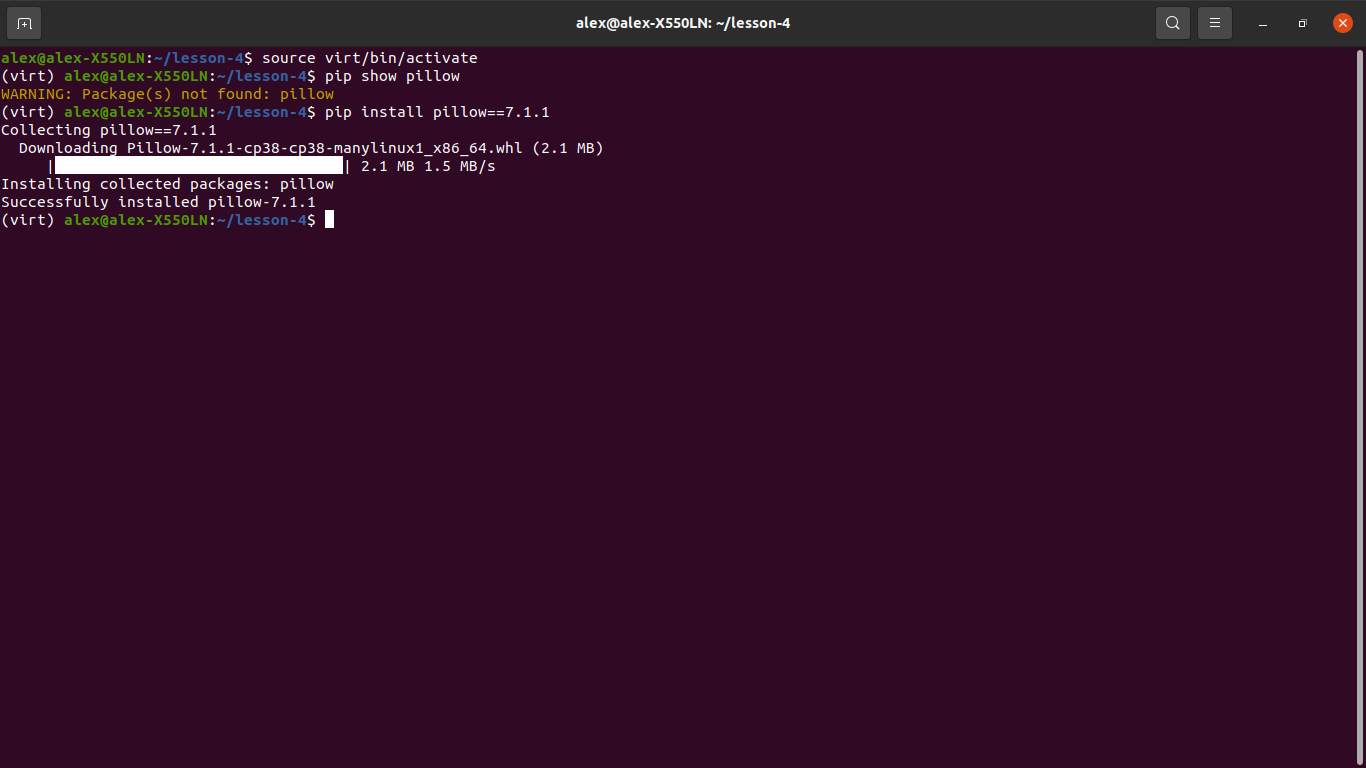 alex@alex-X550LN: ~/lesson-4
alex@alex-X550LN:~/lesson-4$ source virt/bin/activate
(virt) alex@alex-X550LN:~/lesson-4$ pip show pillow
WARNING: Package(s) not found: pillow
(virt) alex@alex-X550LN:~/lesson-4$ pip install pillow==7.1.1
Collecting pillow==7.1.1
  Downloading Pillow-7.1.1-cp38-cp38-manylinux1_x86_64.whl (2.1 MB)
     |████████████████████████████████| 2.1 MB 1.5 MB/s
Installing collected packages: pillow
Successfully installed pillow-7.1.1
(virt) alex@alex-X550LN:~/lesson-4$